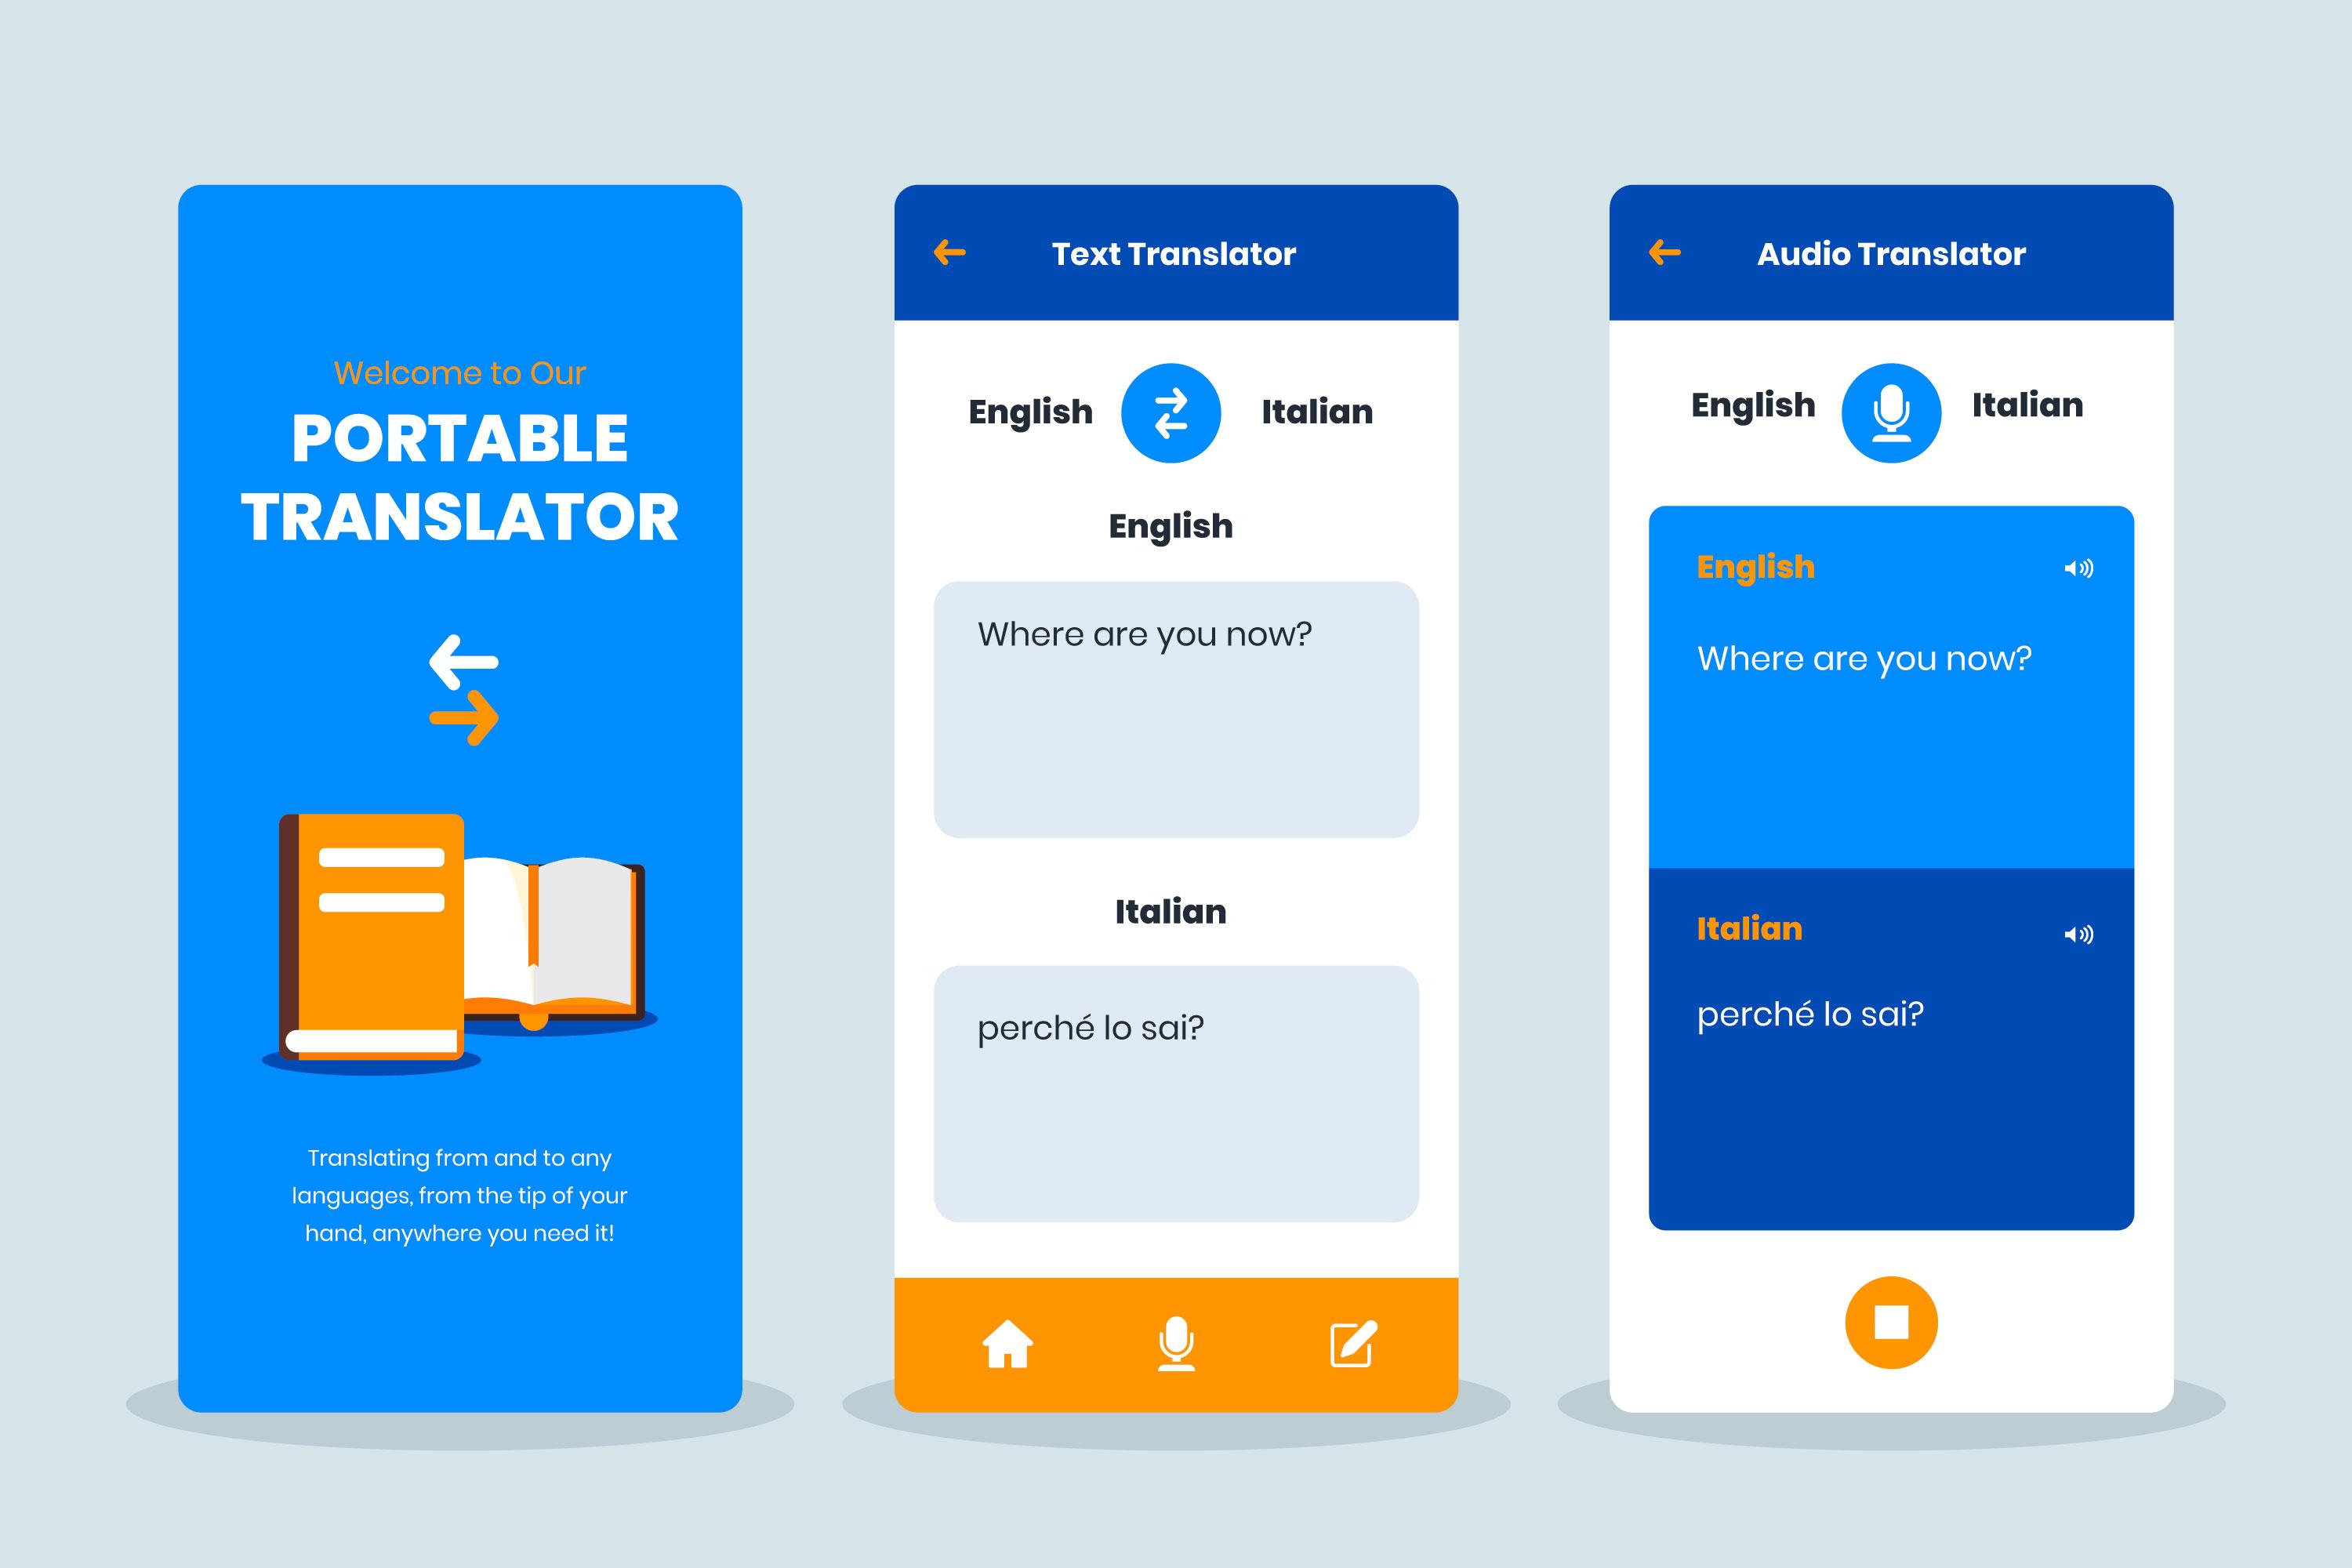 Welcome to Our
PORTABLE
TRANSLATOR
Translating from and to any
languages, from the tip of your
hand, anywhere you need it!
Text Translator
English
Italian
English
Where are you now?
Italian
perché lo sai?
Audio Translator
English
Italian
English
Where are you now?
Italian
perché lo sai?